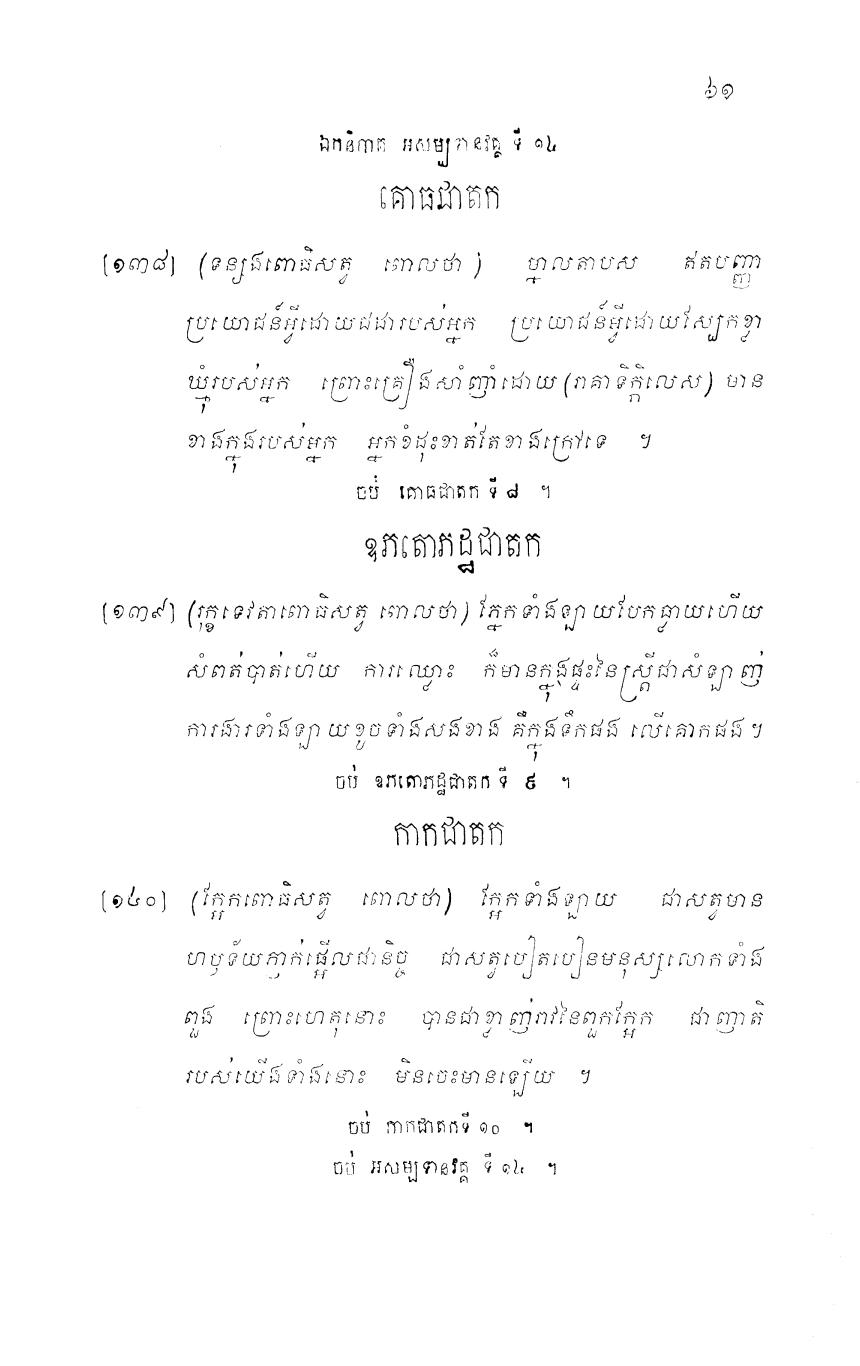 ៦១
ឯកនិបាត អសម្បទានវគ្គ ទី ១៤
គោធជាតក
[១៣៨] (ទន្សងពោធិសត្វ ពោលថា) ម្នាលតាបស ឥតបញ្ញា
ប្រយោជន៍អ្វីដោយជដារបស់អ្នក ប្រយោជន៍អ្វីដោយស្បែកខ្លា
ឃ្មុំរបស់អ្នក ព្រោះគ្រឿងសាំញ៉ាំដោយ (រាគាទិក្កិលេស) មាន
ខាងក្នុងរបស់អ្នក អ្នកខំដុះខាត់តែខាងក្រៅទេ ។
ចប់ គោធជាតក ទី ៨ ។
ឧភតោភដ្ឋជាតក
[១៣៩] (រុក្ខទេវតាពោធិសត្វ ពោលថា) ភ្នែកទាំងឡាយបែកធ្លាយហើយ
សំពត់បាត់ហើយ ការឈ្លោះ ក៏មានក្នុងផ្ទះនៃស្ត្រីជាសំឡាញ់
ការងារទាំងឡាយខូចទាំងសងខាង គឺក្នុងទឹកផង លើគោកផង។
ចប់ ឧភតោភដ្ឋជាតក ទី ៩ ។
កាកជាតក
[១៤០] (ក្អែកពោធិសត្វ ពោលថា) ក្អែកទាំងឡាយ ជាសត្វមាន
ហឫទ័យភ្ញាក់ផ្អើលជានិច្ច ជាសត្វបៀតបៀនមនុស្សលោកទាំង
ពួង ព្រោះហេតុនោះ បានជាខ្លាញ់រាវនៃពួកក្អែក ជាញាតិ
របស់យើងទាំងនោះ មិនចេះមានឡើយ ។
ចប់ កាកជាតកទី ១០ ។
ចប់ អសម្បទានវគ្គ ទី ១៤ ។